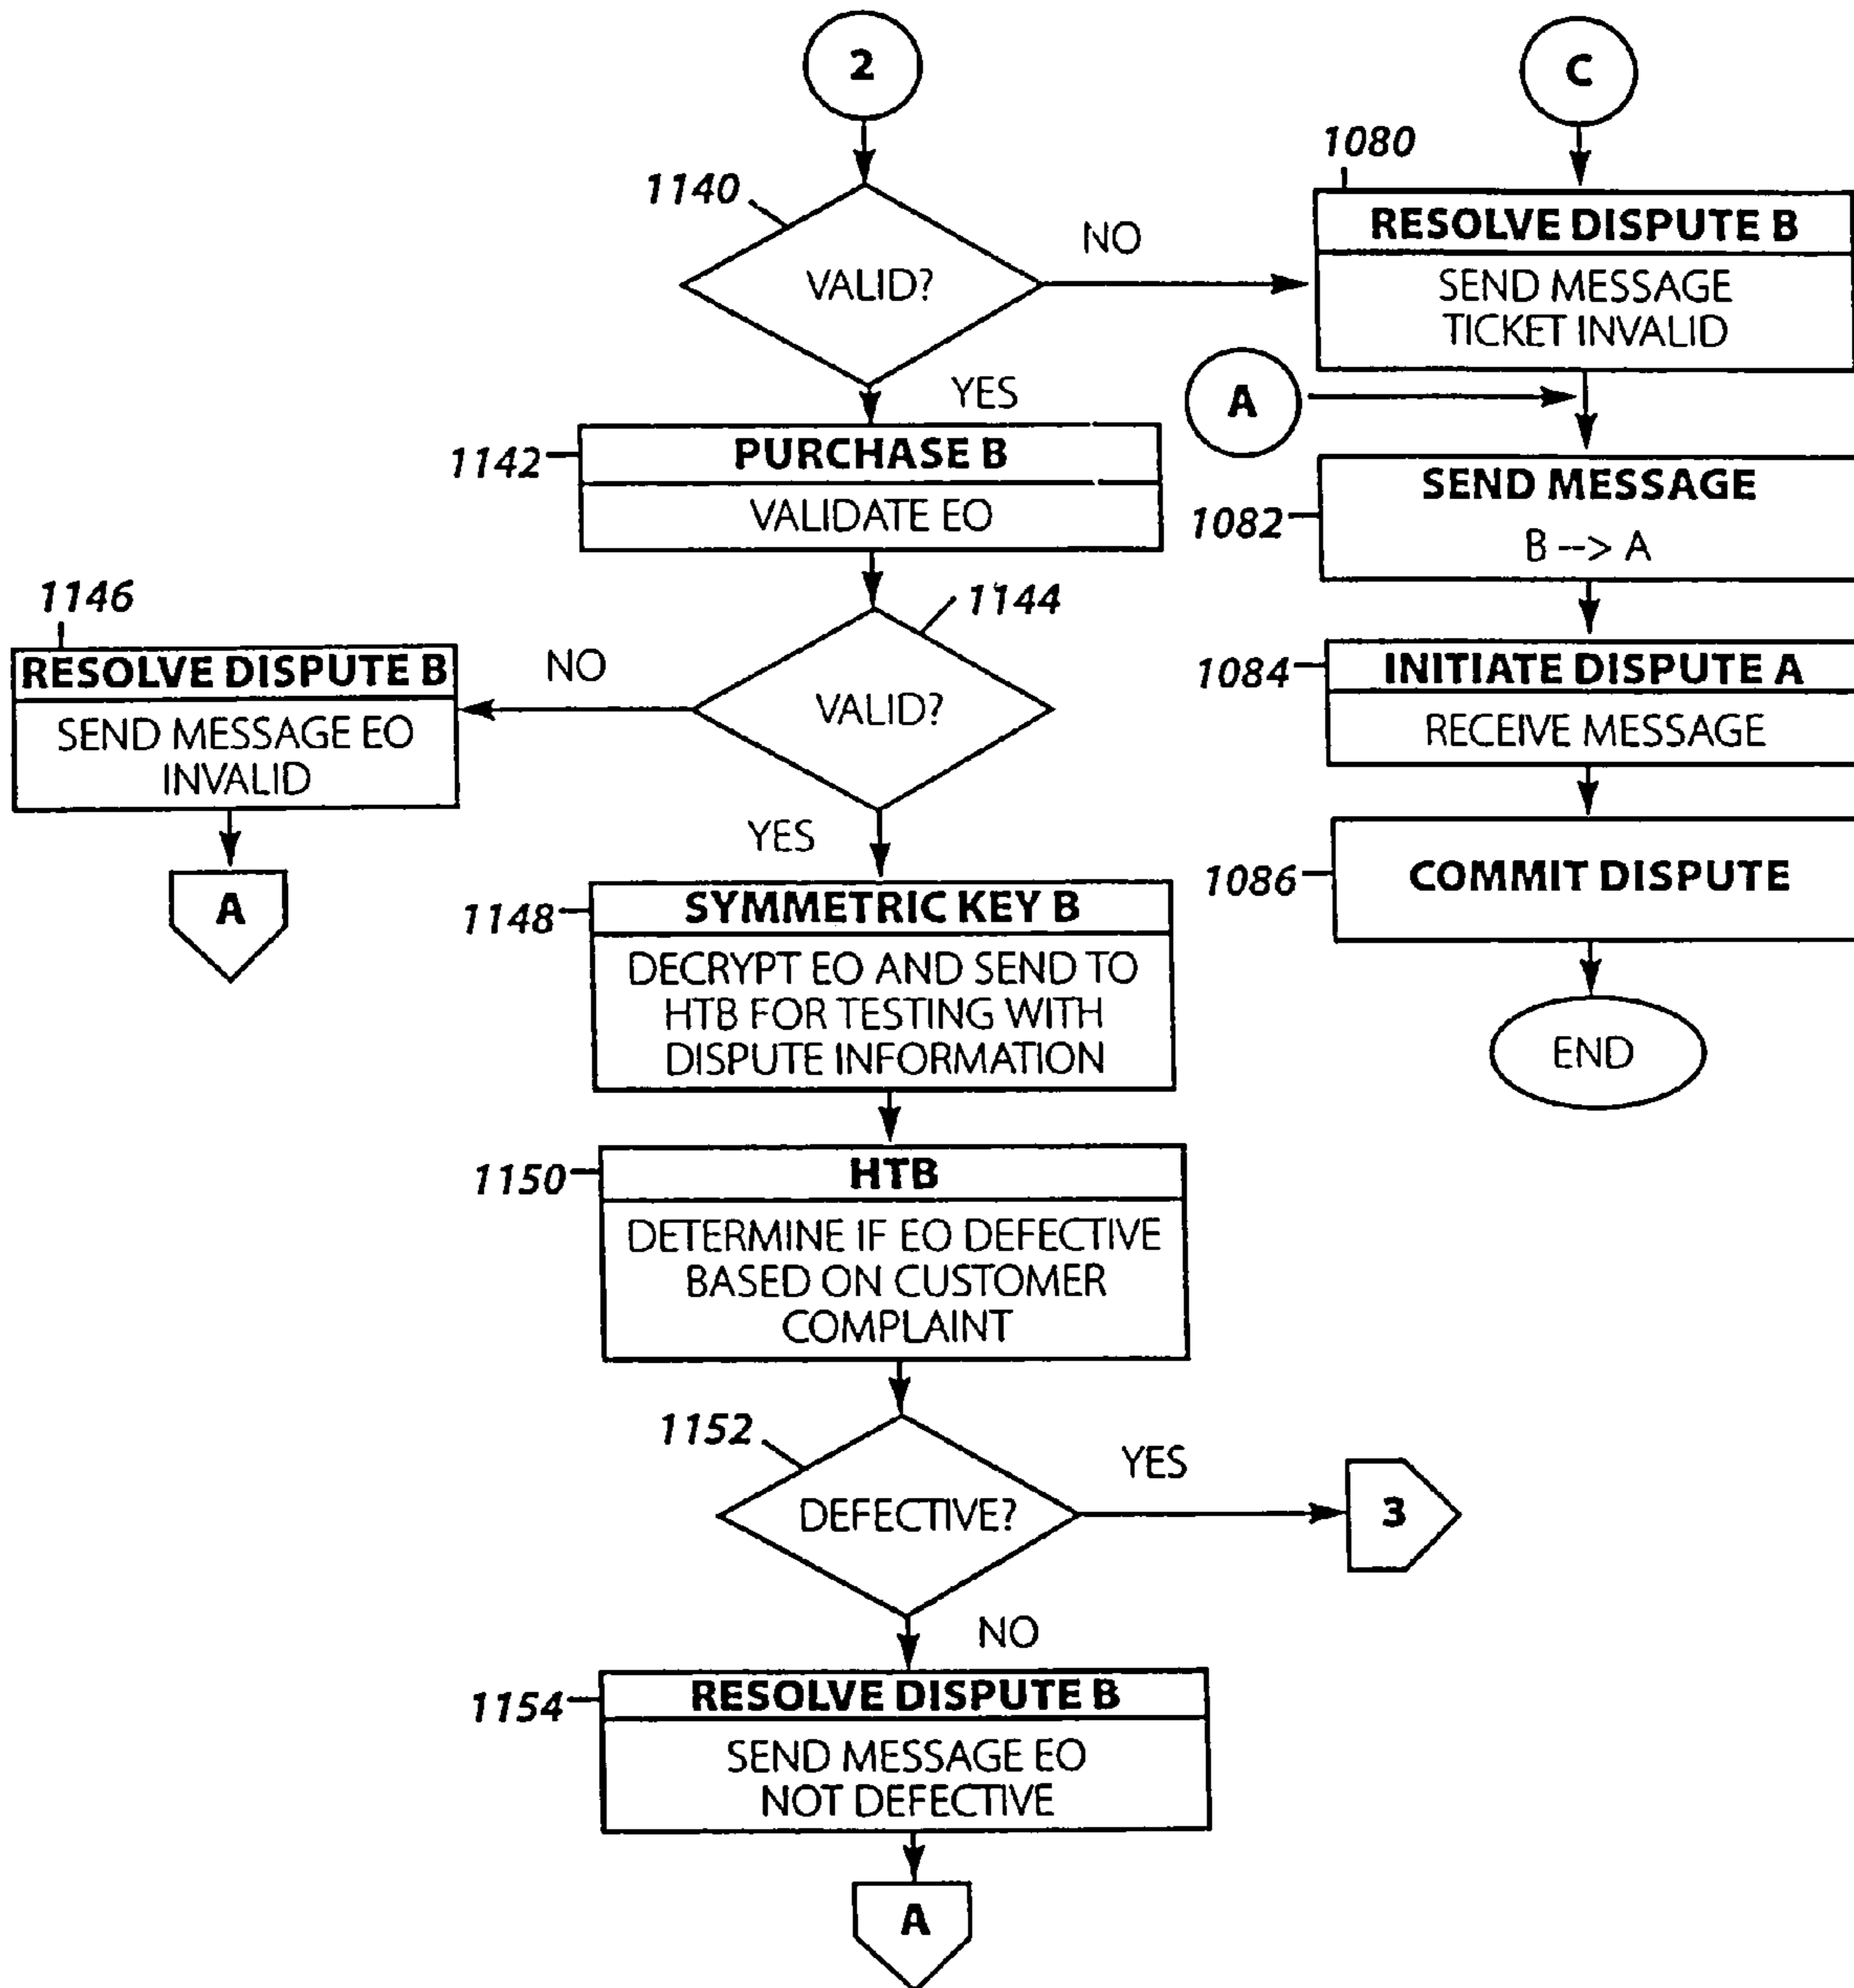 2
1140
VALID?
NO
YES
1142
PURCHASE B
VALIDATE EO
1144
VALID?
NO
1146
RESOLVE DISPUTE B
SEND MESSAGE EO
INVALID
A
YES
1148
SYMMETRIC KEY B
DECRYPT EO AND SEND TO
HTB FOR TESTING WITH
DISPUTE INFORMATION
1150
HTB
DETERMINE IF EO DEFECTIVE
BASED ON CUSTOMER
COMPLAINT
1152
DEFECTIVE?
YES
3
NO
1154
RESOLVE DISPUTE B
SEND MESSAGE EO
NOT DEFECTIVE
A
C
1080
RESOLVE DISPUTE B
SEND MESSAGE
TICKET INVALID
A
1082
SEND MESSAGE
B --> A
1084
INITIATE DISPUTE A
RECEIVE MESSAGE
1086
COMMIT DISPUTE
END